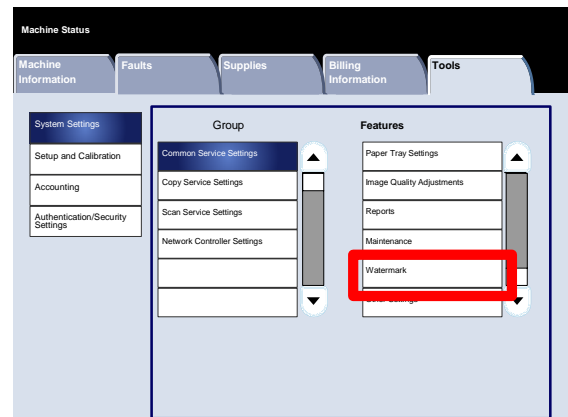 Machine Status
Machine
Information
Faults
Supplies
Billing
Information
Tools
System Settings
Setup and Calibration
Accounting
Authentication/Security
Settings
Group
Common Service Settings
Copy Service Settings
Scan Service Settings
Network Controller Settings
Features
Paper Tray Settings
Image Quality Adjustments
Reports
Maintenance
Watermark
Settings